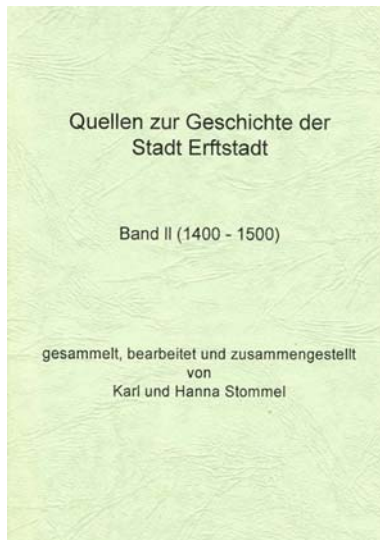 Quellen zur Geschichte der
Stadt Erftstadt
Band II (1400 - 1500)
gesammelt, bearbeitet und zusammengestellt
von
Karl und Hanna Stommel